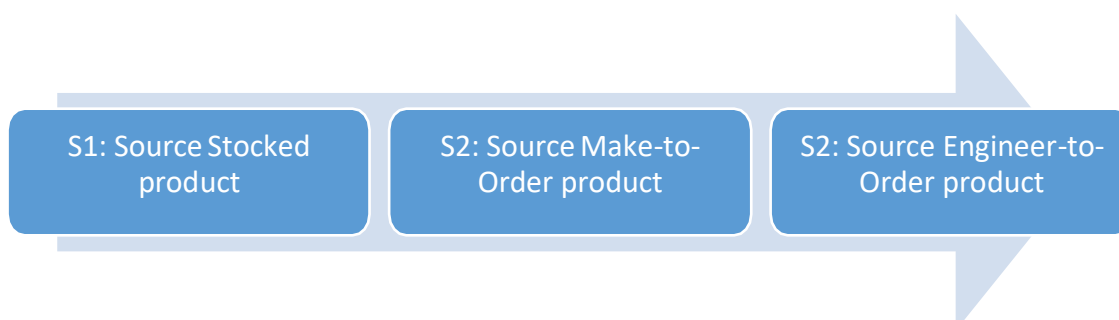 S1: Source Stocked
product
S2: Source Make-to-
Order product
S2: Source Engineer-to-
Order product